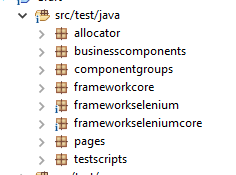 src/test/java
allocator
businesscomponents
componentgroups
frameworkcore
frameworkselenium
frameworkseleniumcore
pages
testscripts